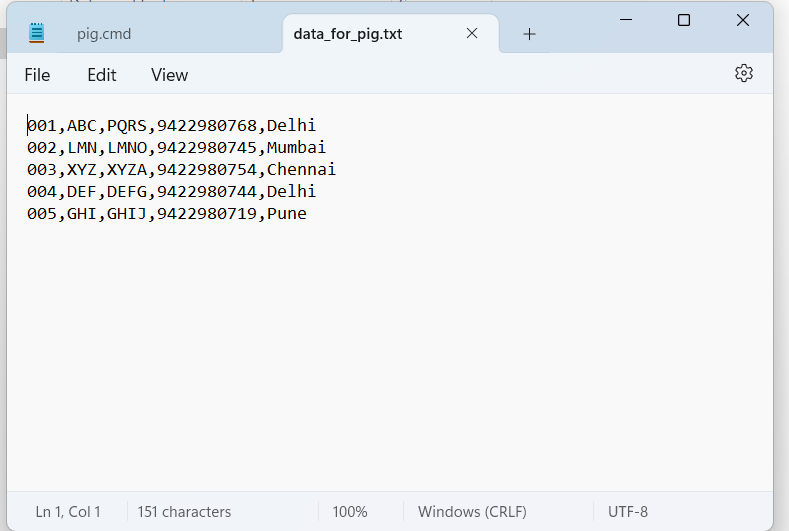 pig.cmd
data_for_pig.txt
File Edit View
001,ABC,PQRS,9422980768,Delhi
002,LMN,LMNO,9422980745,Mumbai
003,XYZ,XYZA,9422980754,Chennai
004,DEF,DEFG,9422980744,Delhi
005,GHI,GHIJ,9422980719,Pune
Ln 1, Col 1 151 characters 100% Windows (CRLF) UTF-8